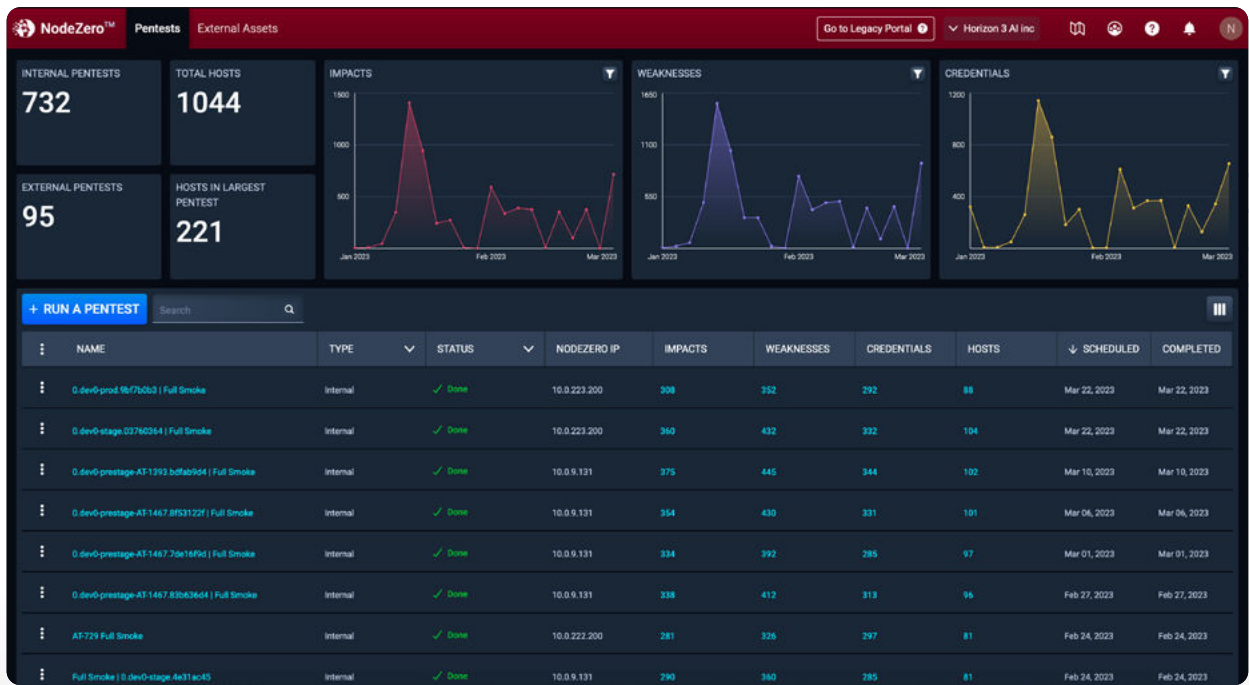 NodeZero™ Pentests External Assets Go to Legacy Portal ? Horizon 3 AI inc ? N
INTERNAL PENTESTS
732
TOTAL HOSTS
1044
EXTERNAL PENTESTS
95
HOSTS IN LARGEST
PENTEST
221
IMPACTS
1500
1000
500
Jan 2023 Feb 2023 Mar 2023
WEAKNESSES
1650
1100
550
Jan 2023 Feb 2023 Mar 2023
CREDENTIALS
1200
800
400
Jan 2023 Feb 2023 Mar 2023
+ RUN A PENTEST Search
NAME TYPE STATUS NODEZERO IP IMPACTS WEAKNESSES CREDENTIALS HOSTS SCHEDULED COMPLETED
0.dev0-prod.9bf7b0b3 | Full Smoke Internal Done 10.0.223.200 308 352 292 88 Mar 22, 2023 Mar 22, 2023
0.dev0-stage.03760364 | Full Smoke Internal Done 10.0.223.200 360 432 332 104 Mar 22, 2023 Mar 22, 2023
0.dev0-prestage-AT-1393.bdfab9d4 | Full Smoke Internal Done 10.0.9.131 375 445 344 102 Mar 10, 2023 Mar 10, 2023
0.dev0-prestage-AT-1467.8f53122f | Full Smoke Internal Done 10.0.9.131 354 430 331 101 Mar 06, 2023 Mar 06, 2023
0.dev0-prestage-AT-1467.7de16f9d | Full Smoke Internal Done 10.0.9.131 334 392 285 97 Mar 01, 2023 Mar 01, 2023
0.dev0-prestage-AT-1467.83b636d4 | Full Smoke Internal Done 10.0.9.131 338 412 313 96 Feb 27, 2023 Feb 27, 2023
AT-729 Full Smoke Internal Done 10.0.222.200 281 326 297 81 Feb 24, 2023 Feb 24, 2023
Full Smoke | 0.dev0-stage.4e31ac45 Internal Done 10.0.9.131 290 360 285 81 Feb 24, 2023 Feb 24, 2023